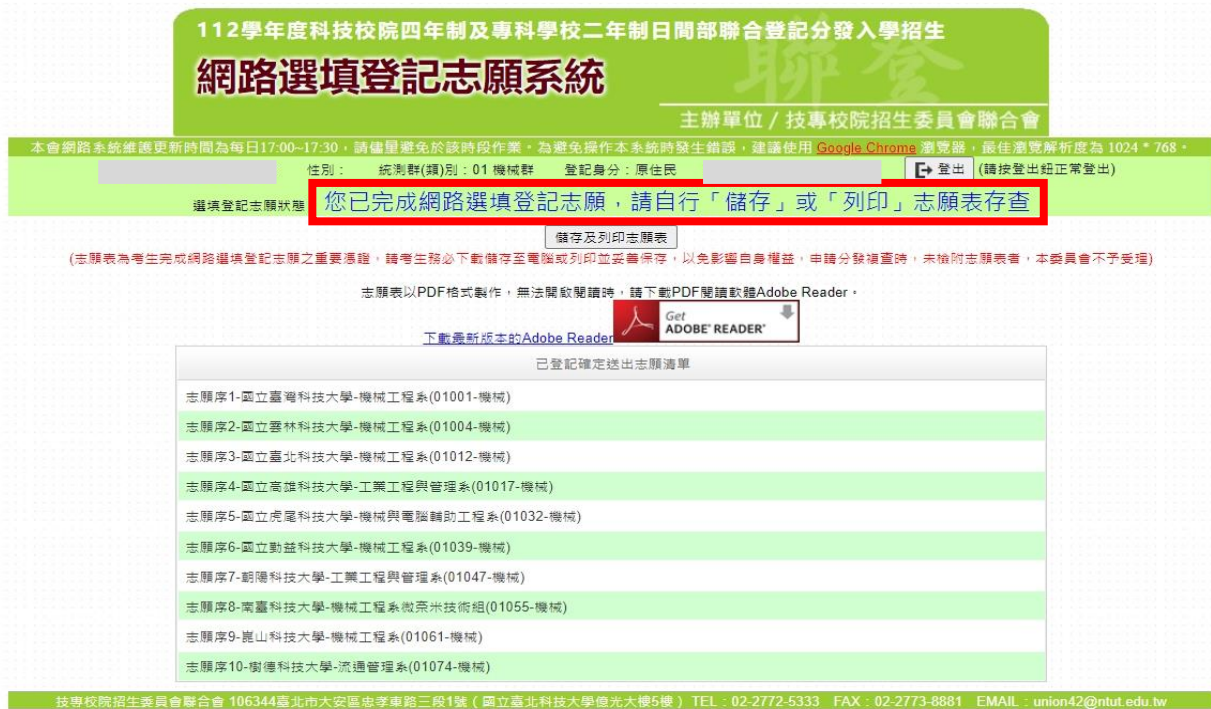 112學年度科技校院四年制及專科學校二年制日間部聯合登記分發入學招生
聯登
網路選填登記志願系統
主辦單位 / 技專校院招生委員會聯合會
本會網路系統維護更新時間為每日17:00~17:30，請儘量避免於該時段作業。為避免操作本系統時發生錯誤，建議使用 Google Chrome 瀏覽器，最佳瀏覽解析度為 1024 * 768。
性別： 統測群(類)別：01 機械群 登記身分：原住民 登出 (請按登出鈕正常登出)
選填登記志願狀態 您已完成網路選填登記志願，請自行「儲存」或「列印」志願表存查
儲存及列印志願表
(志願表為考生完成網路選填登記志願之重要憑證，請考生務必下載儲存至電腦或列印並妥善保存，以免影響自身權益，申請分發複查時，未檢附志願表者，本委員會不予受理)
志願表以PDF格式製作，無法開啟閱讀時，請下載PDF閱讀軟體Adobe Reader。
下載最新版本的Adobe Reader Get ADOBE® READER®
已登記確定送出志願清單
志願序1-國立臺灣科技大學-機械工程系(01001-機械)
志願序2-國立雲林科技大學-機械工程系(01004-機械)
志願序3-國立臺北科技大學-機械工程系(01012-機械)
志願序4-國立高雄科技大學-工業工程與管理系(01017-機械)
志願序5-國立虎尾科技大學-機械與電腦輔助工程系(01032-機械)
志願序6-國立勤益科技大學-機械工程系(01039-機械)
志願序7-朝陽科技大學-工業工程與管理系(01047-機械)
志願序8-南臺科技大學-機械工程系微奈米技術組(01055-機械)
志願序9-崑山科技大學-機械工程系(01061-機械)
志願序10-樹德科技大學-流通管理系(01074-機械)
技專校院招生委員會聯合會 106344臺北市大安區忠孝東路三段1號（國立臺北科技大學億光大樓5樓） TEL：02-2772-5333 FAX：02-2773-8881 EMAIL：union42@ntut.edu.tw